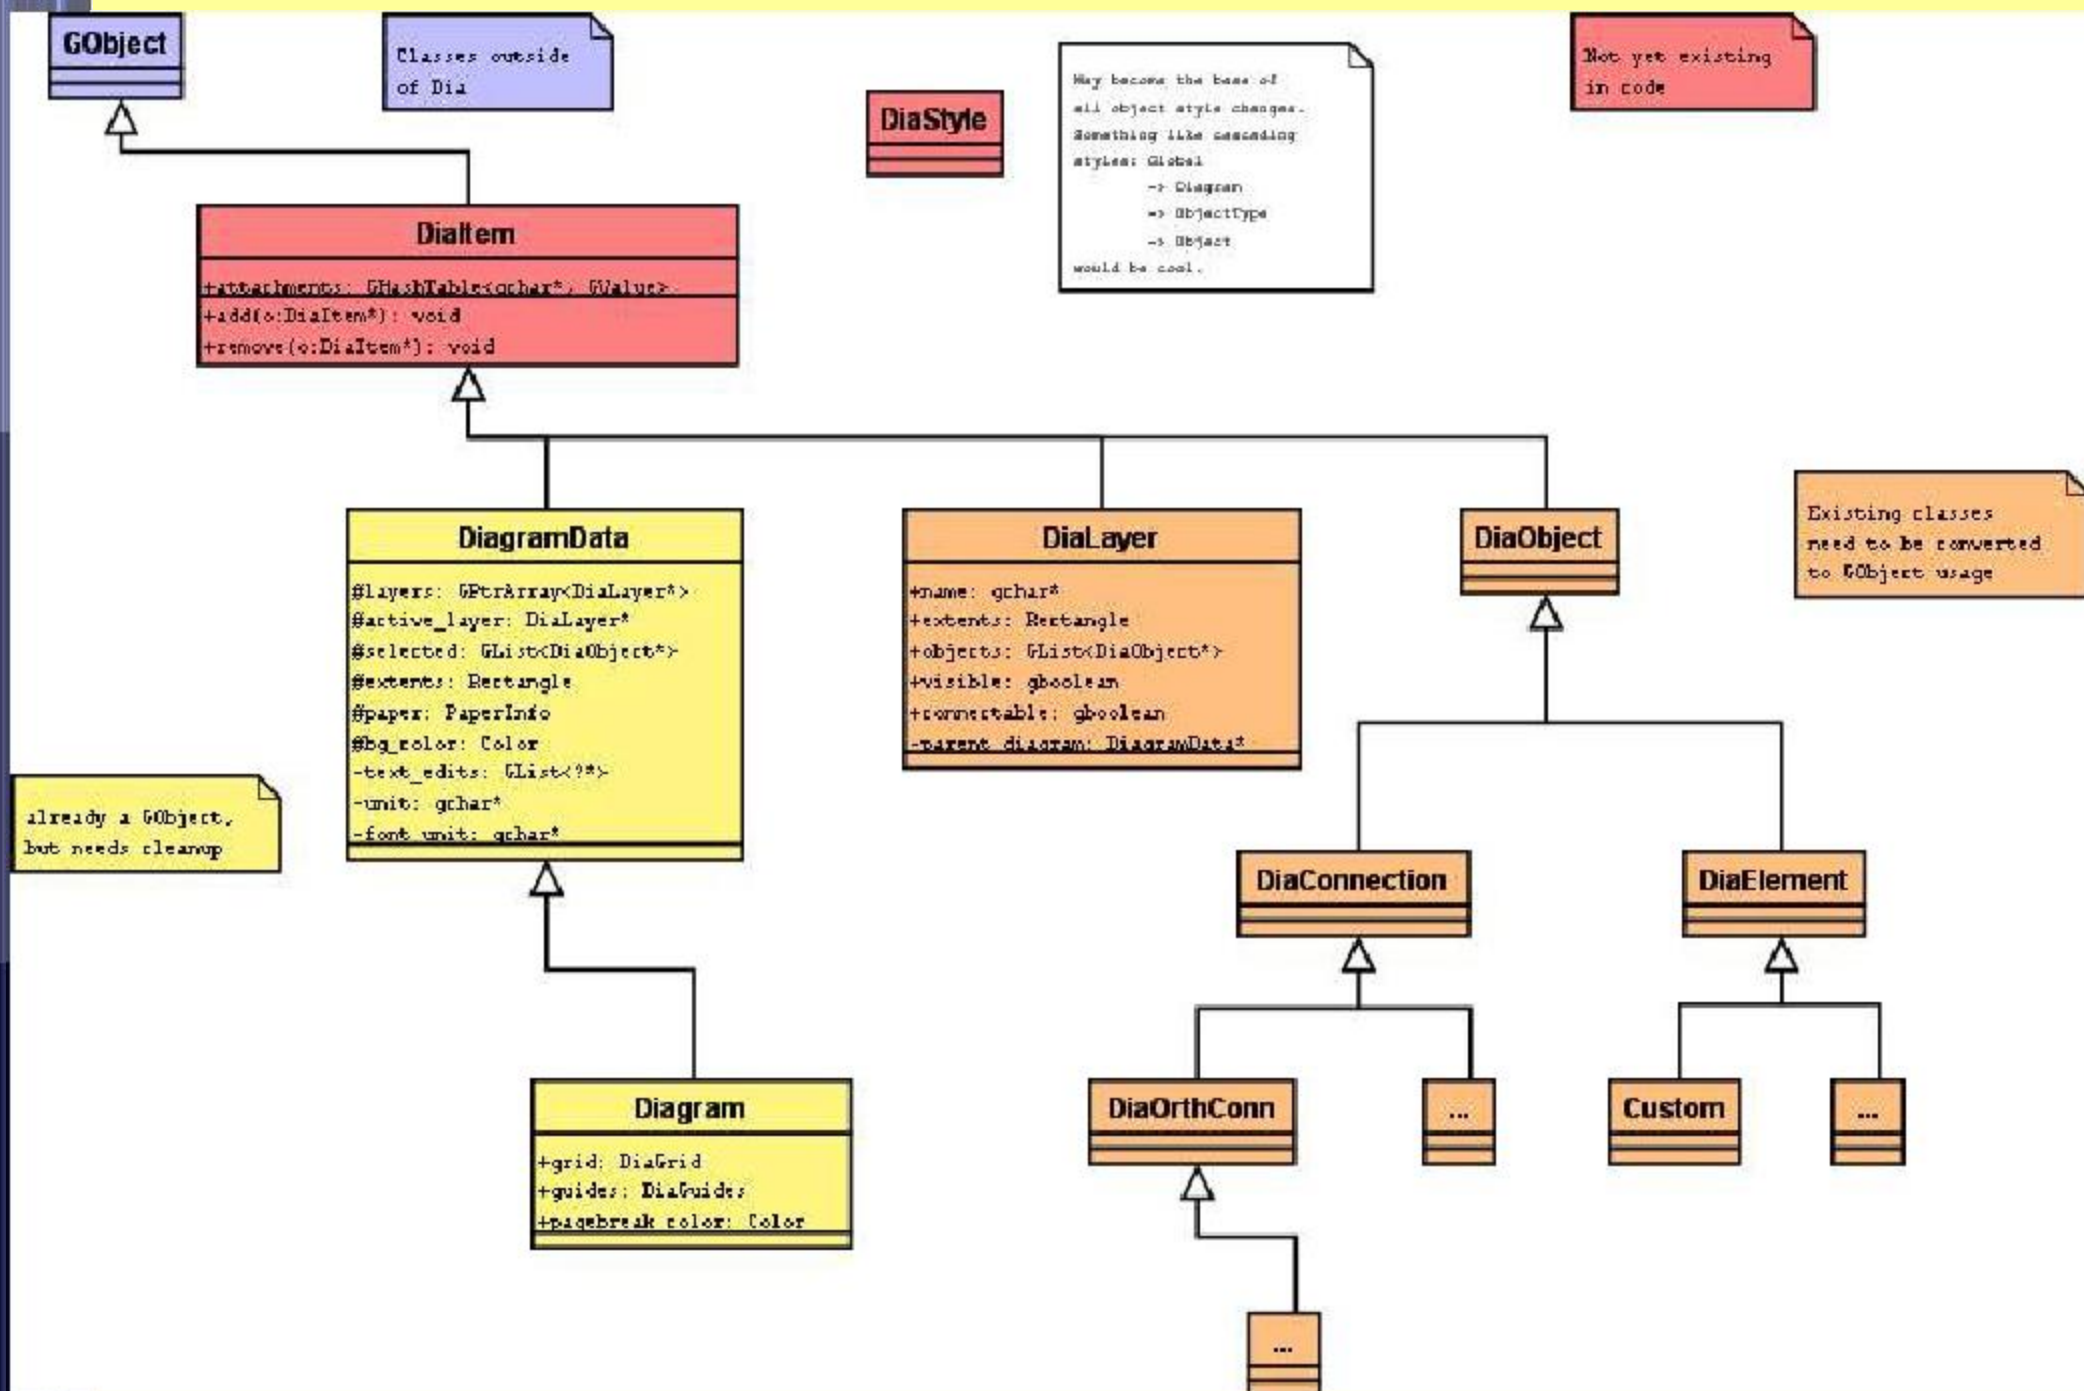 GObject
Classes outside
of Dia
DiaStyle
May become the base of
all object style changes.
Something like cascading
styles: Global
-> Diagram
-> ObjectType
-> Object
would be cool.
Not yet existing
in code
DiaItem
+attachments: GHashTable<gchar*, GValue>
+add(o:DiaItem*): void
+remove(o:DiaItem*): void
DiagramData
#layers: GPtrArray<DiaLayer*>
#active_layer: DiaLayer*
#selected: GList<DiaObject*>
#extents: Rectangle
#paper: PaperInfo
#bg_color: Color
-text_edits: GList<?*>
-unit: gchar*
-font_unit: gchar*
DiaLayer
+name: gchar*
+extents: Rectangle
+objects: GList<DiaObject*>
+visible: gboolean
+connectable: gboolean
-parent_diagram: DiagramData*
DiaObject
Existing classes
need to be converted
to GObject usage
already a GObject,
but needs cleanup
DiaConnection
DiaElement
Diagram
+grid: DiaGrid
+guides: DiaGuides
+pagebreak_color: Color
DiaOrthConn
...
Custom
...
...